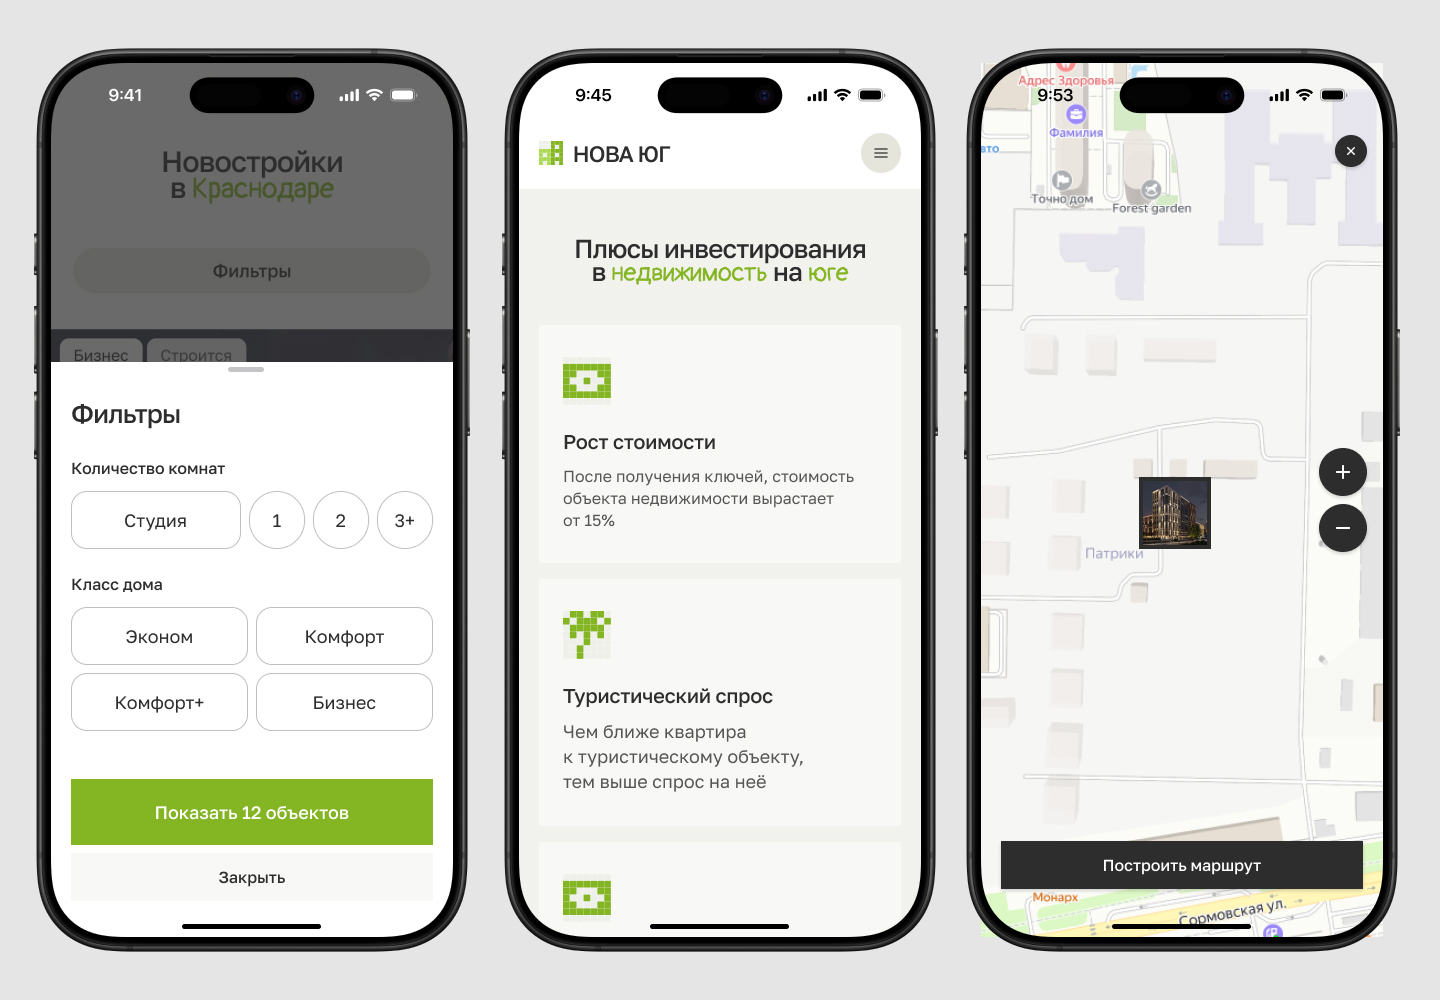 9:41
Новостройки
в Краснодаре
Фильтры
Бизнес
Строится
Фильтры
Количество комнат
Студия
1
2
3+
Класс дома
Эконом
Комфорт
Комфорт+
Бизнес
Показать 12 объектов
Закрыть
9:45
НОВА ЮГ
Плюсы инвестирования
в недвижимость на юге
Рост стоимости
После получения ключей, стоимость
объекта недвижимости вырастает
от 15%
Туристический спрос
Чем ближе квартира
к туристическому объекту,
тем выше спрос на неё
Адрес Здоровья
9:53
Фамилия
вто
Точно дом
Forest garden
Патрики
Построить маршрут
Монарх
Сормовская ул.